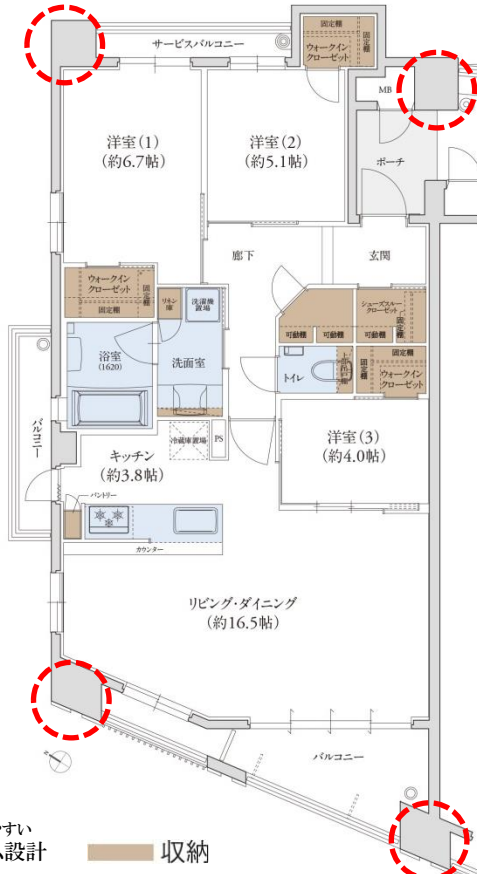 サービスバルコニー
固定棚
ウォークイン
クローゼット
固定棚
MB
洋室(1)
(約6.7帖)
洋室(2)
(約5.1帖)
ポーチ
廊下
玄関
ウォークイン
クローゼット
固定棚
固定棚
リネン
庫
洗濯機
置場
シューズスルー
クローゼット
固定棚
可動棚
可動棚
可動棚
浴室
(1620)
洗面室
トイレ
固定棚
固定棚
ウォークイン
クローゼット
バルコニー
キッチン
(約3.8帖)
冷蔵庫置場
PS
洋室(3)
(約4.0帖)
パントリー
カウンター
リビング・ダイニング
(約16.5帖)
バルコニー
N
やすい
設計
収納